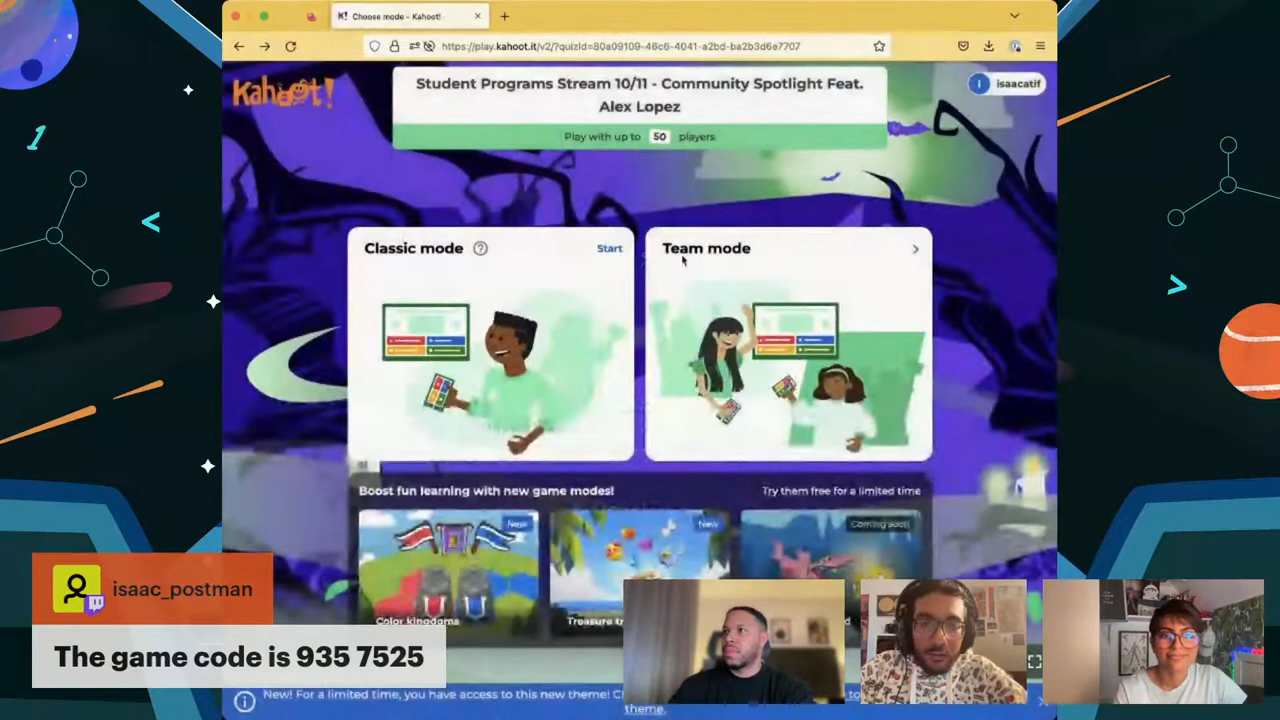 K! Choose mode - Kahoot!
https://play.kahoot.it/v2/?quizId=80a09109-46c6-4041-a2bd-ba2b3d6e7707
Kahoot!
Student Programs Stream 10/11 - Community Spotlight Feat.
Alex Lopez
I isaacatif
Play with up to 50 players
1
<
>
Classic mode ? Start
Team mode >
Boost fun learning with new game modes! Try them free for a limited time
New
New
Coming soon
Color kingdoms
Treasure
isaac_postman
The game code is 935 7525
New! For a limited time, you have access to this new theme!
theme.